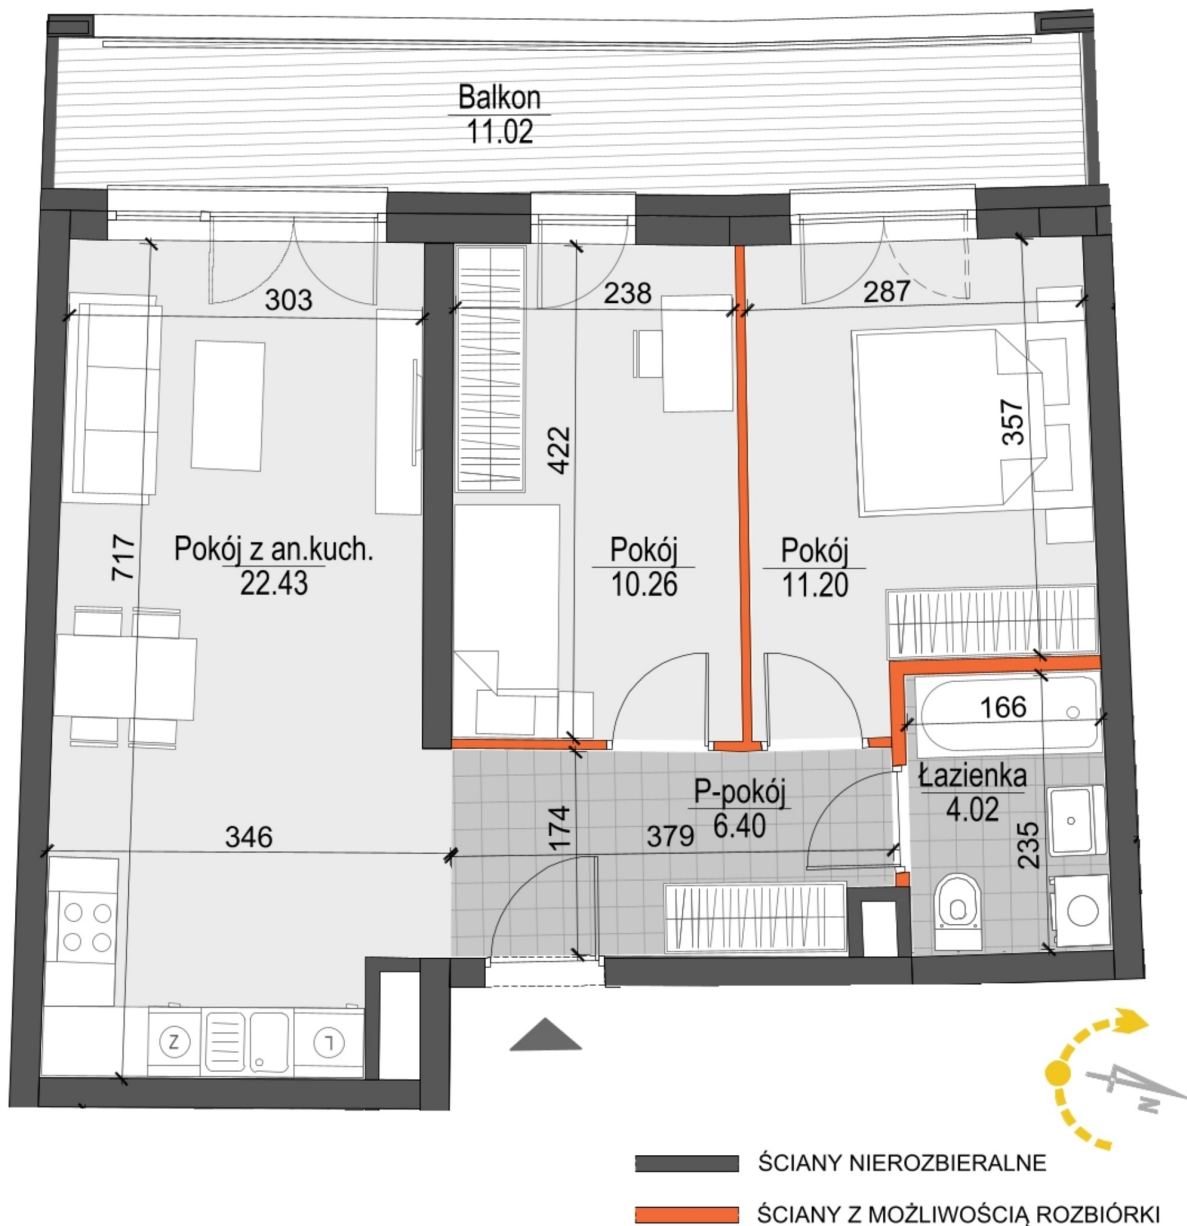 Balkon
11.02
303
238
287
357
422
717
Pokój z an.kuch.
22.43
Pokój
10.26
Pokój
11.20
166
Łazienka
4.02
P-pokój
6.40
174
379
235
346
Z
L
N
ŚCIANY NIEROZBIERALNE
ŚCIANY Z MOŻLIWOŚCIĄ ROZBIÓRKI